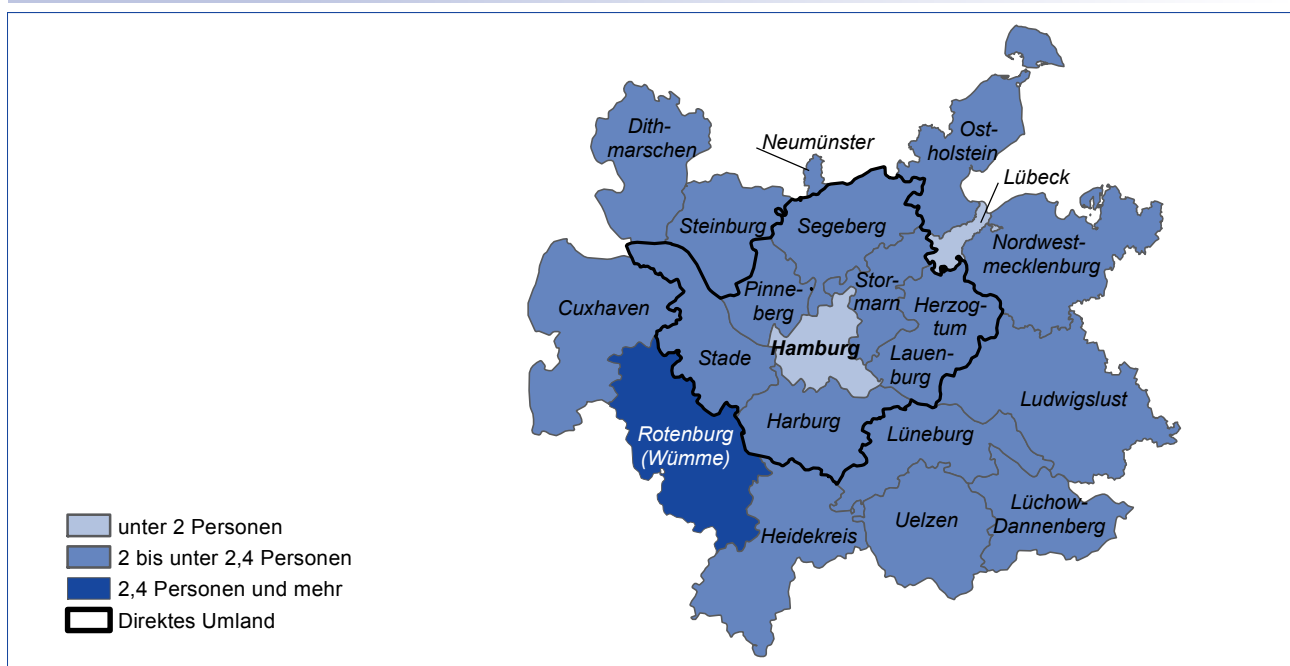 Dith-
marschen
Neumünster
Ost-
holstein
Lübeck
Steinburg
Segeberg
Nordwest-
mecklenburg
Cuxhaven
Pinne-
berg
Stor-
marn
Herzog-
tum
Lauen-
burg
Hamburg
Stade
Ludwigslust
Harburg
Lüneburg
Rotenburg
(Wümme)
Heidekreis
Uelzen
Lüchow-
Dannenberg
unter 2 Personen
2 bis unter 2,4 Personen
2,4 Personen und mehr
Direktes Umland